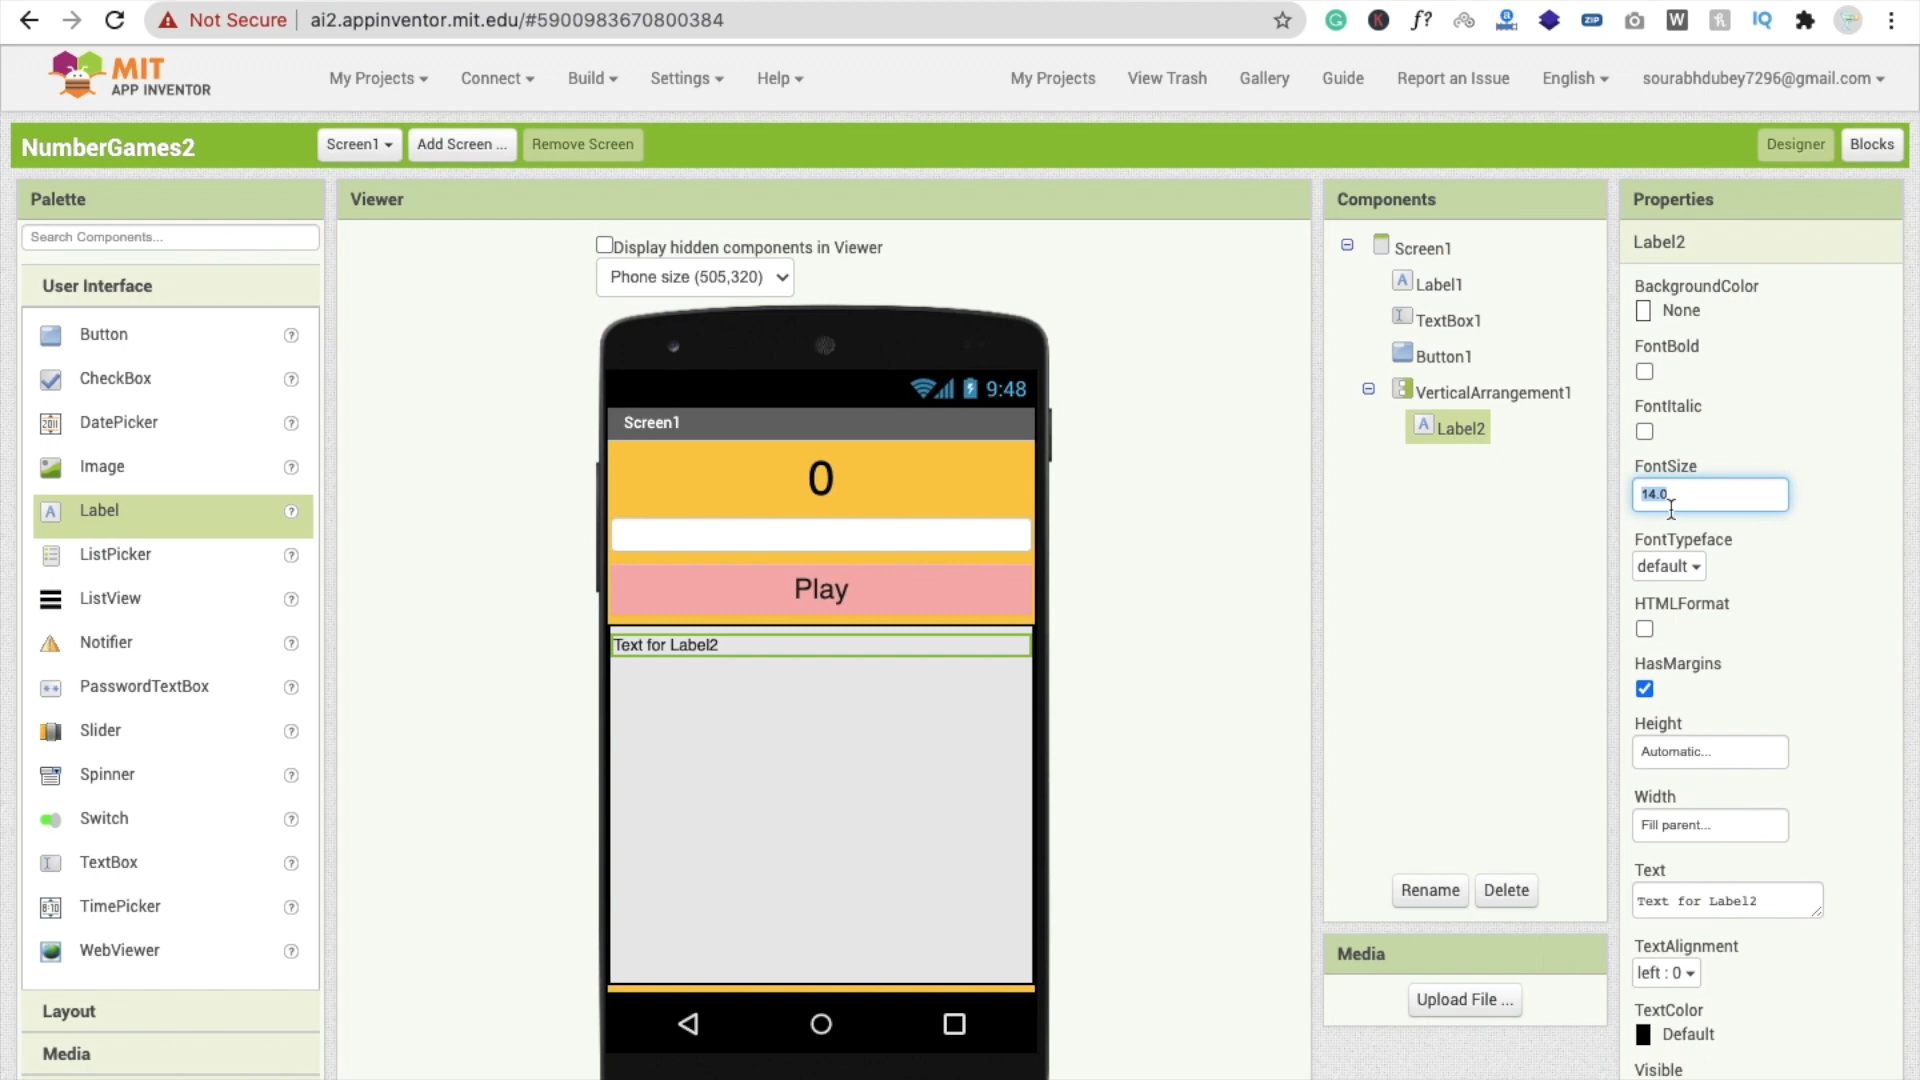 Not Secure
ai2.appinventor.mit.edu/#5900983670800384
MIT
APP INVENTOR
My Projects
Connect
Build
Settings
Help
My Projects
View Trash
Gallery
Guide
Report an Issue
English
sourabhdubey7296@gmail.com
NumberGames2
Screen1
Add Screen ...
Remove Screen
Designer
Blocks
Palette
Search Components...
User Interface
Button
CheckBox
DatePicker
Image
Label
ListPicker
ListView
Notifier
PasswordTextBox
Slider
Spinner
Switch
TextBox
TimePicker
WebViewer
Layout
Media
Viewer
Display hidden components in Viewer
Phone size (505,320)
9:48
Screen1
0
Play
Text for Label2
Components
Screen1
Label1
TextBox1
Button1
VerticalArrangement1
Label2
Rename
Delete
Media
Upload File ...
Properties
Label2
BackgroundColor
None
FontBold
FontItalic
FontSize
14.0
FontTypeface
default
HTMLFormat
HasMargins
Height
Automatic...
Width
Fill parent...
Text
Text for Label2
TextAlignment
left : 0
TextColor
Default
Visible